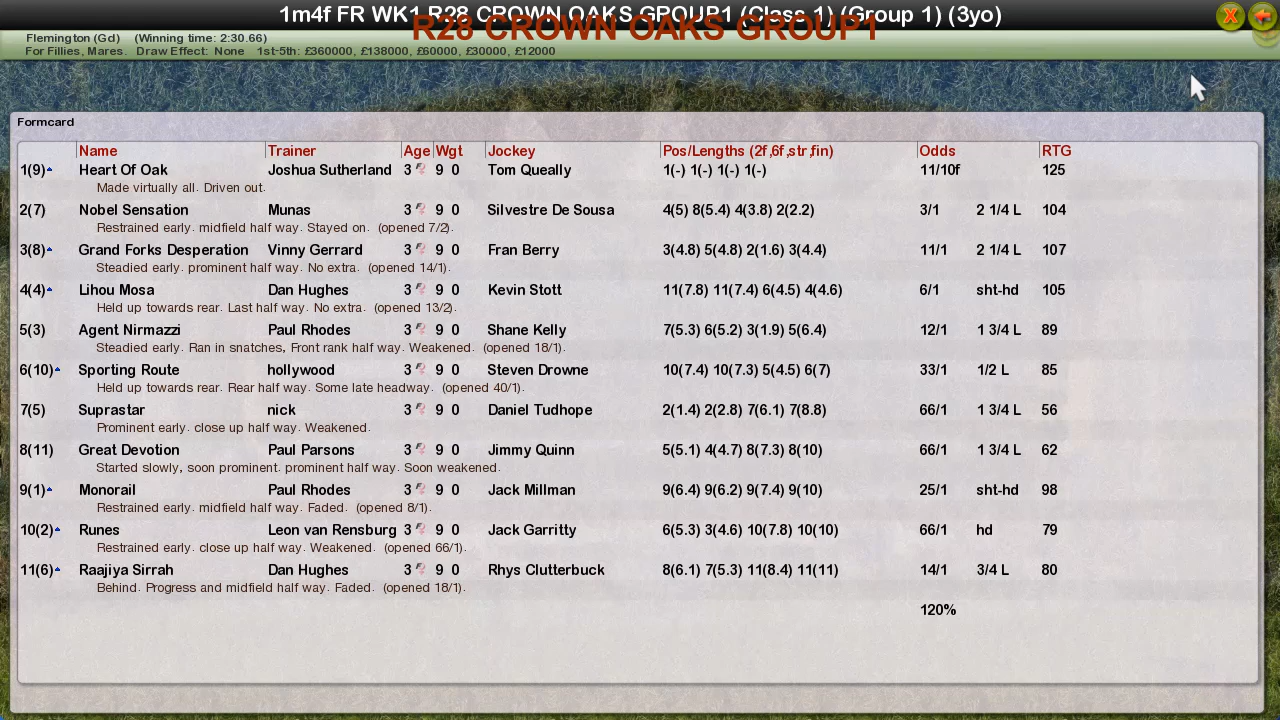 1m4f FR WK1 R28 CROWN OAKS GROUP1 (Class 1) (Group 1) (3yo)
R28 CROWN OAKS GROUP1
Flemington (Gd) (Winning time: 2:30.66)
For Fillies, Mares. Draw Effect: None 1st-5th: £360000, £138000, £60000, £30000, £12000
Formcard
Name Trainer Age Wgt Jockey Pos/Lengths (2f,6f,str,fin) Odds RTG
1(9) Heart Of Oak Joshua Sutherland 3 9 0 Tom Queally 1(-) 1(-) 1(-) 1(-) 11/10f 125
Made virtually all. Driven out.
2(7) Nobel Sensation Munas 3 9 0 Silvestre De Sousa 4(5) 8(5.4) 4(3.8) 2(2.2) 3/1 2 1/4 L 104
Restrained early. midfield half way. Stayed on. (opened 7/2).
3(8) Grand Forks Desperation Vinny Gerrard 3 9 0 Fran Berry 3(4.8) 5(4.8) 2(1.6) 3(4.4) 11/1 2 1/4 L 107
Steadied early. prominent half way. No extra. (opened 14/1).
4(4) Lihou Mosa Dan Hughes 3 9 0 Kevin Stott 11(7.8) 11(7.4) 6(4.5) 4(4.6) 6/1 sht-hd 105
Held up towards rear. Last half way. No extra. (opened 13/2).
5(3) Agent Nirmazzi Paul Rhodes 3 9 0 Shane Kelly 7(5.3) 6(5.2) 3(1.9) 5(6.4) 12/1 1 3/4 L 89
Steadied early. Ran in snatches, Front rank half way. Weakened. (opened 18/1).
6(10) Sporting Route hollywood 3 9 0 Steven Drowne 10(7.4) 10(7.3) 5(4.5) 6(7) 33/1 1/2 L 85
Held up towards rear. Rear half way. Some late headway. (opened 40/1).
7(5) Suprastar nick 3 9 0 Daniel Tudhope 2(1.4) 2(2.8) 7(6.1) 7(8.8) 66/1 1 3/4 L 56
Prominent early. close up half way. Weakened.
8(11) Great Devotion Paul Parsons 3 9 0 Jimmy Quinn 5(5.1) 4(4.7) 8(7.3) 8(10) 66/1 1 3/4 L 62
Started slowly, soon prominent. prominent half way. Soon weakened.
9(1) Monorail Paul Rhodes 3 9 0 Jack Millman 9(6.4) 9(6.2) 9(7.4) 9(10) 25/1 sht-hd 98
Restrained early. midfield half way. Faded. (opened 8/1).
10(2) Runes Leon van Rensburg 3 9 0 Jack Garritty 6(5.3) 3(4.6) 10(7.8) 10(10) 66/1 hd 79
Restrained early. close up half way. Weakened. (opened 66/1).
11(6) Raajiya Sirrah Dan Hughes 3 9 0 Rhys Clutterbuck 8(6.1) 7(5.3) 11(8.4) 11(11) 14/1 3/4 L 80
Behind. Progress and midfield half way. Faded. (opened 18/1).
120%